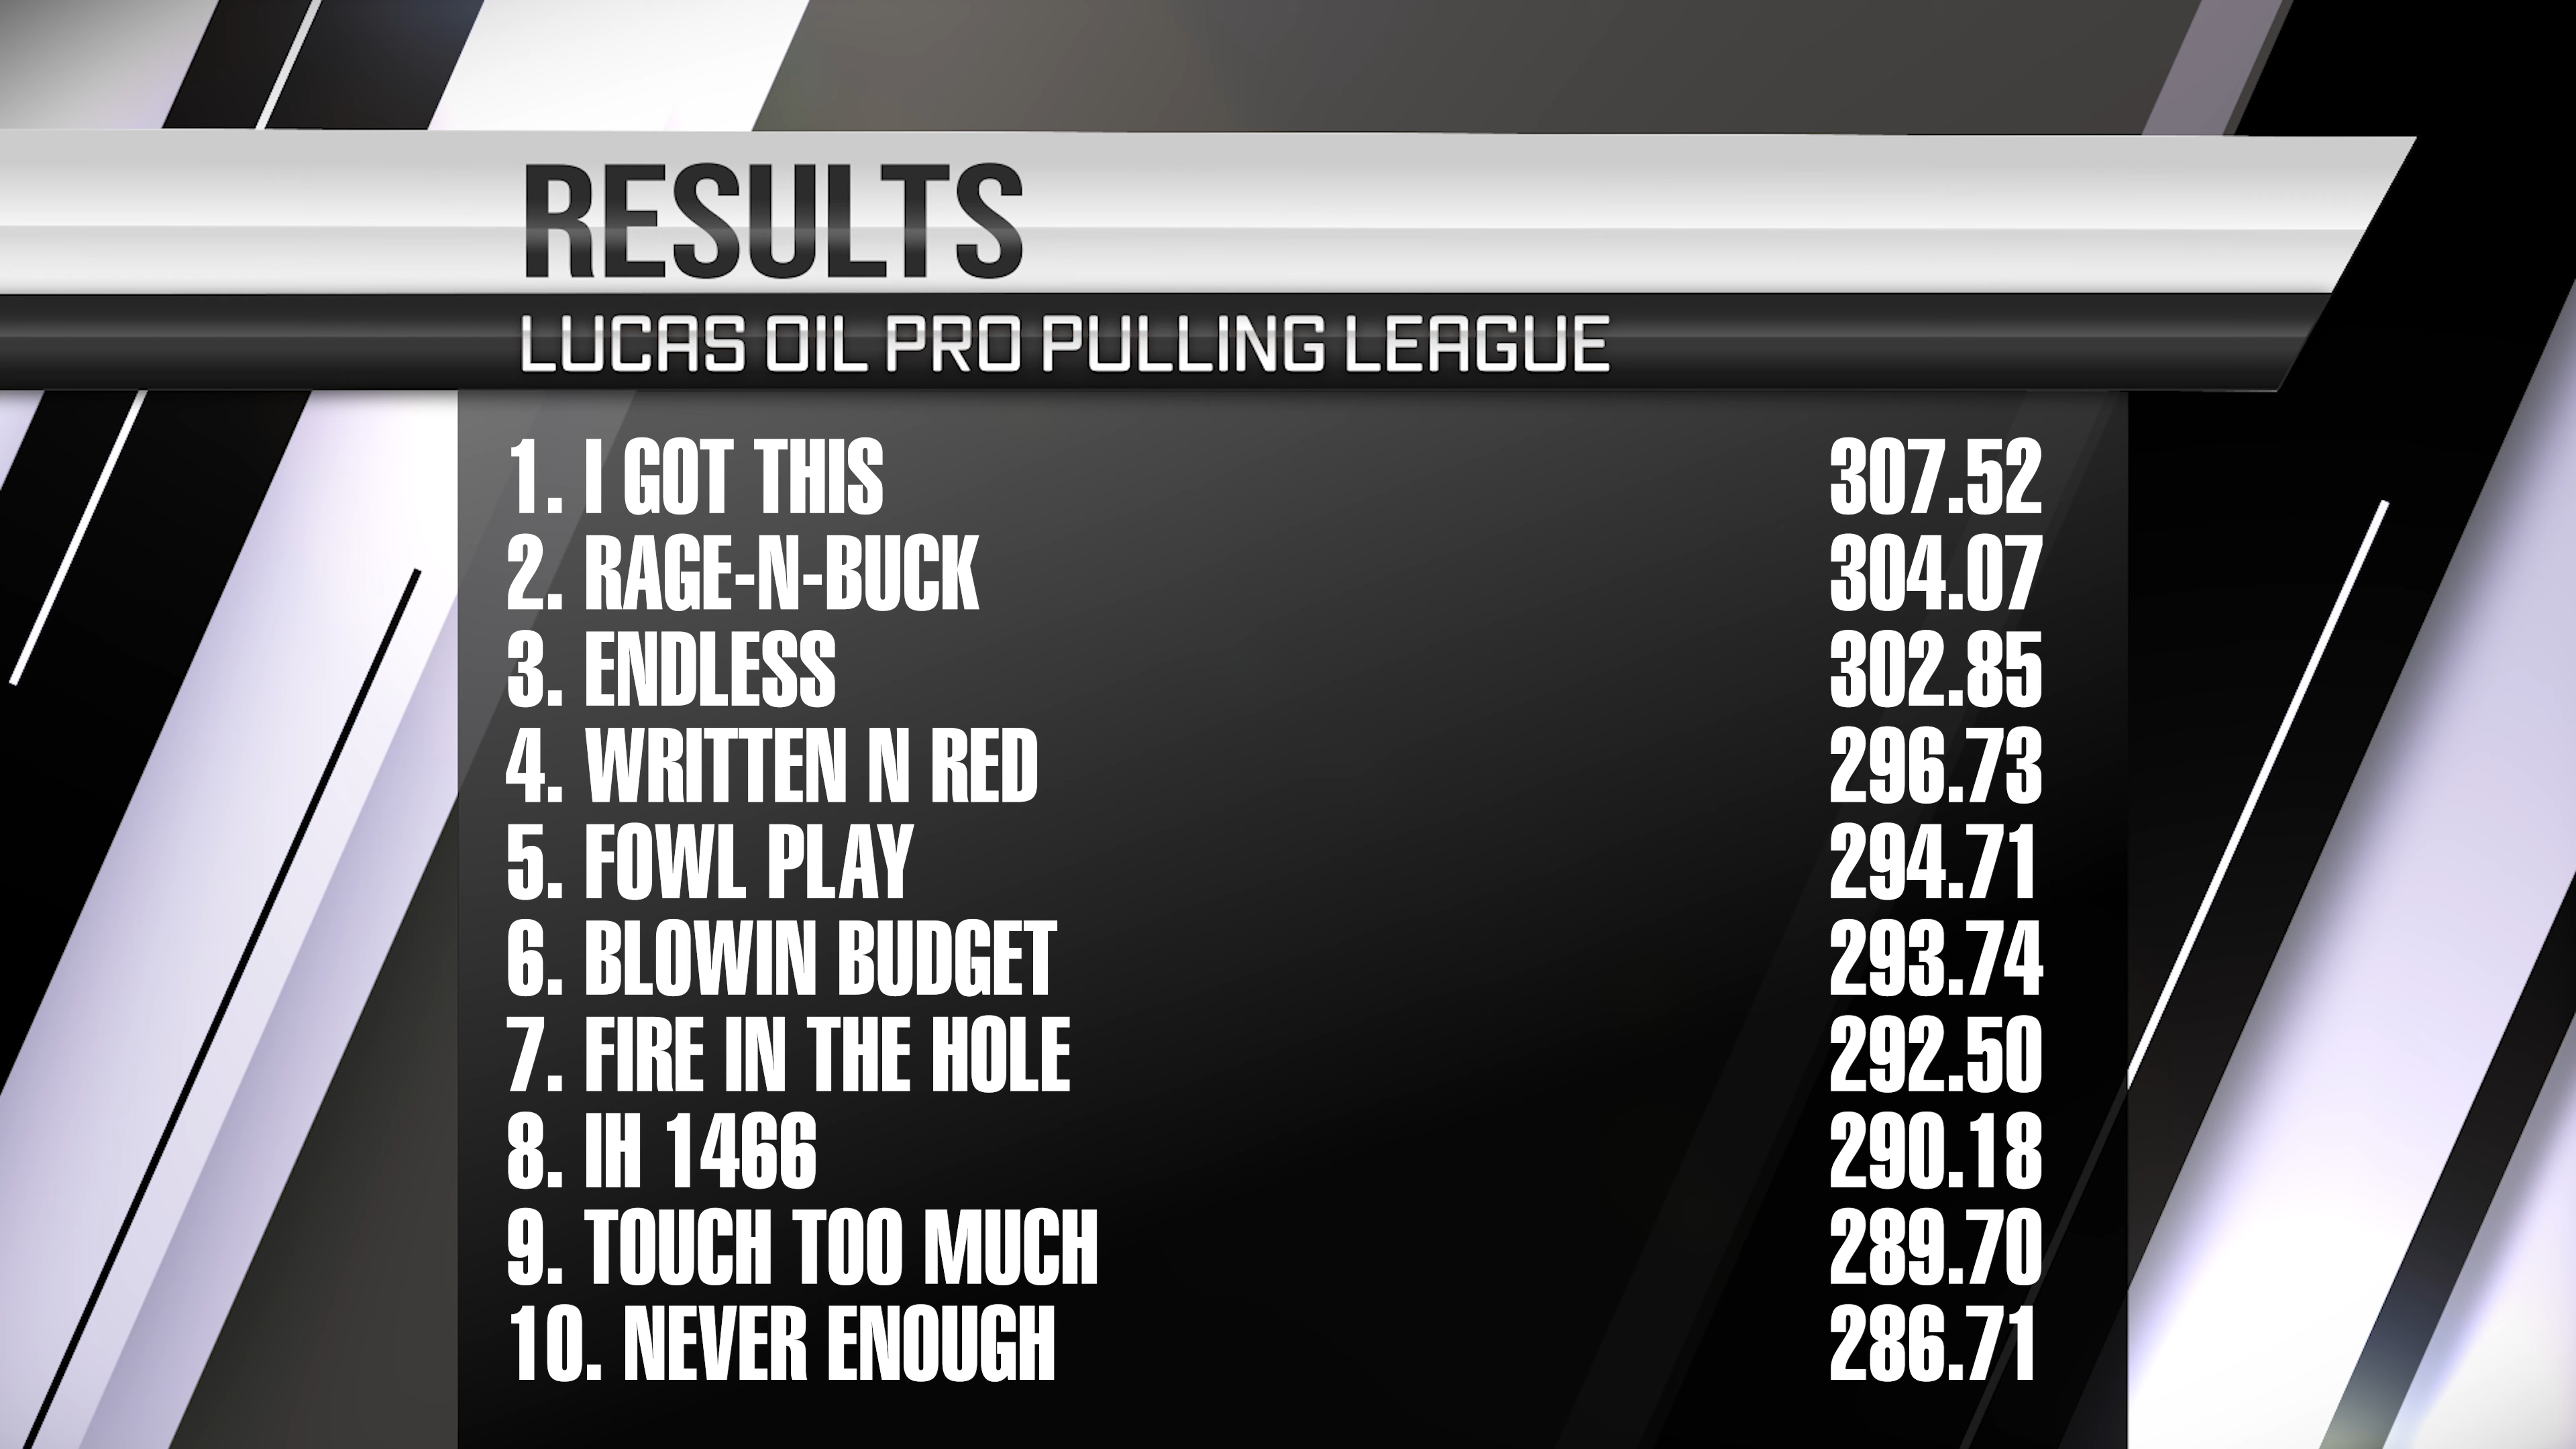 RESULTS
LUCAS OIL PRO PULLING LEAGUE
1. I GOT THIS 307.52
2. RAGE-N-BUCK 304.07
3. ENDLESS 302.85
4. WRITTEN N RED 296.73
5. FOWL PLAY 294.71
6. BLOWIN BUDGET 293.74
7. FIRE IN THE HOLE 292.50
8. IH 1466 290.18
9. TOUCH TOO MUCH 289.70
10. NEVER ENOUGH 286.71